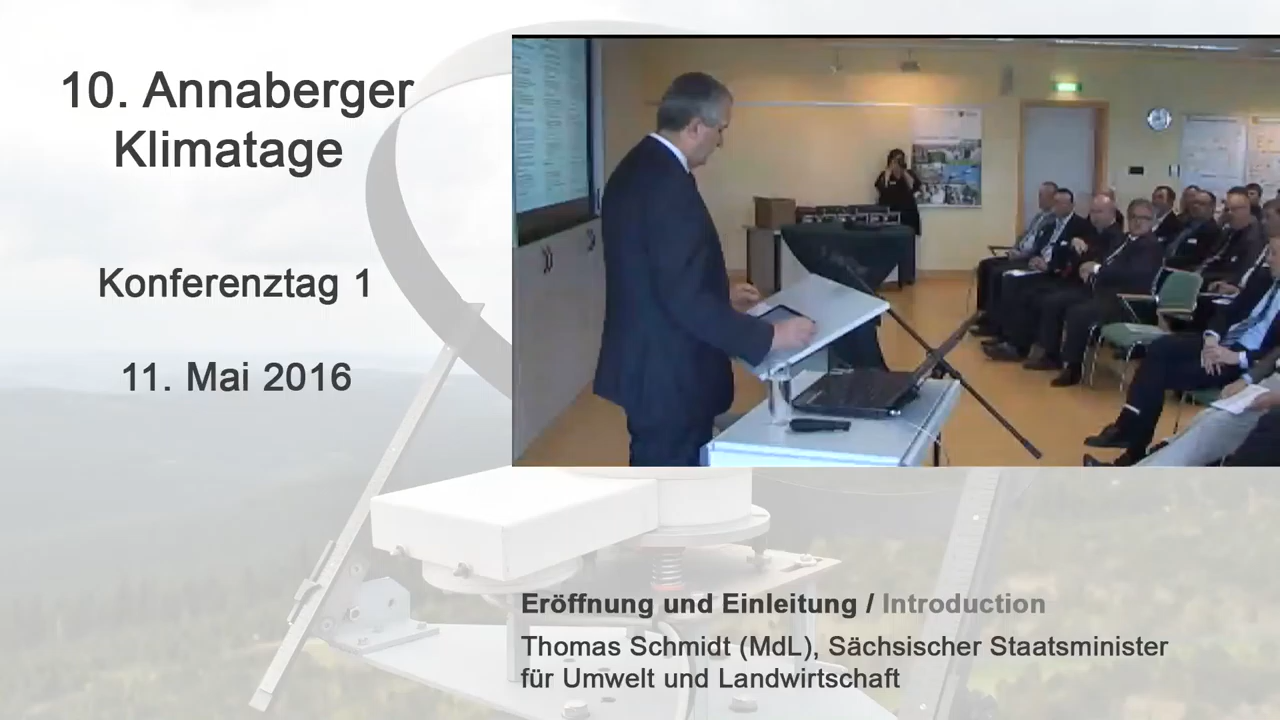 10. Annaberger
Klimatage
Konferenztag 1
11. Mai 2016
Eröffnung und Einleitung / Introduction
Thomas Schmidt (MdL), Sächsischer Staatsminister
für Umwelt und Landwirtschaft